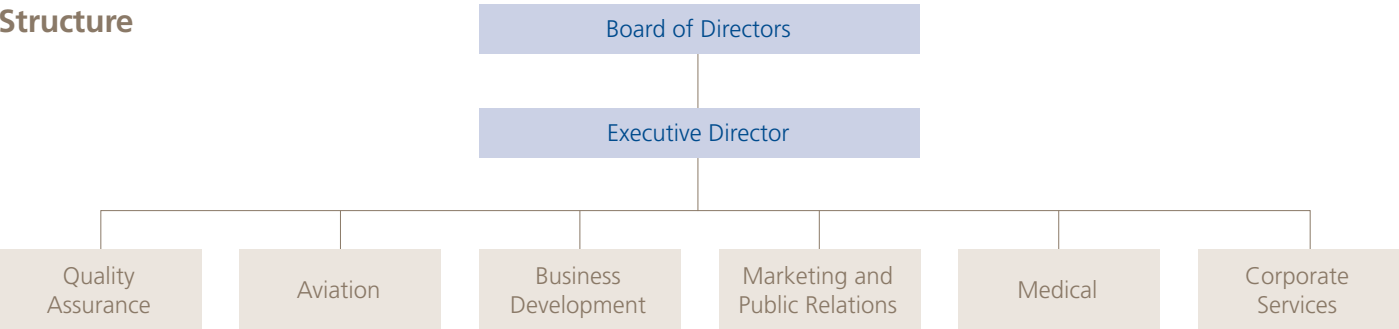 Structure
Board of Directors
Executive Director
Quality
Assurance
Aviation
Business
Development
Marketing and
Public Relations
Medical
Corporate
Services